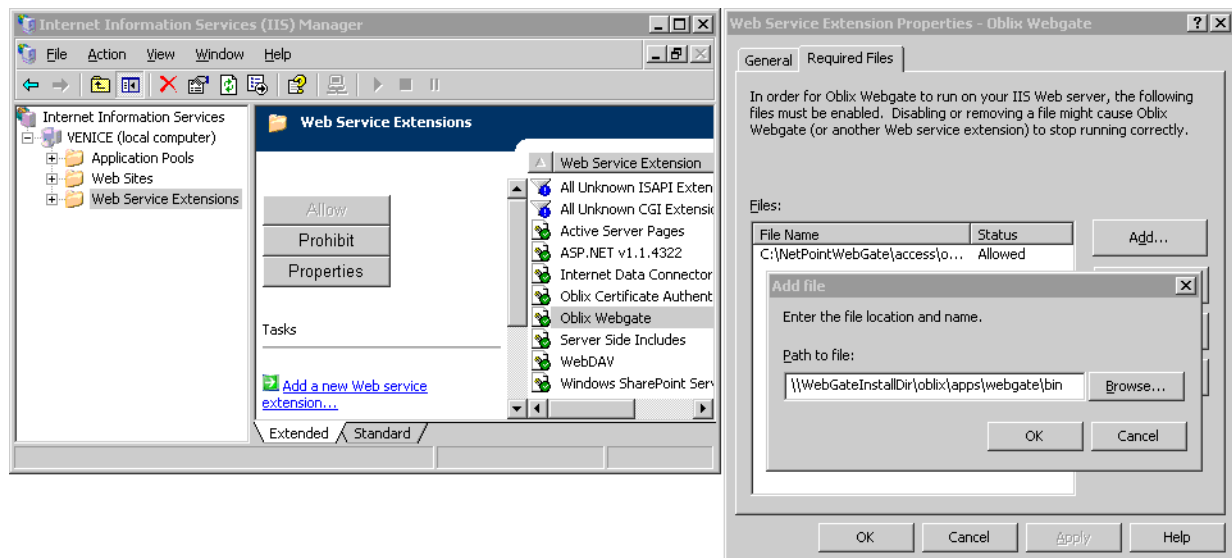 Internet Information Services (IIS) Manager
File Action View Window Help
Internet Information Services
VENICE (local computer)
Application Pools
Web Sites
Web Service Extensions
Web Service Extensions
Allow
Prohibit
Properties
Tasks
Add a new Web service
extension...
Web Service Extension
All Unknown ISAPI Exten
All Unknown CGI Extensic
Active Server Pages
ASP.NET v1.1.4322
Internet Data Connector
Oblix Certificate Authent
Oblix Webgate
Server Side Includes
WebDAV
Windows SharePoint Serv
Extended Standard
Web Service Extension Properties - Oblix Webgate
General Required Files
In order for Oblix Webgate to run on your IIS Web server, the following
files must be enabled. Disabling or removing a file might cause Oblix
Webgate (or another Web service extension) to stop running correctly.
Files:
File Name Status
C:\NetPointWebGate\access\o... Allowed
Add...
Add file
Enter the file location and name.
Path to file:
\\WebGateInstallDir\oblix\apps\webgate\bin
Browse...
OK Cancel
OK Cancel Apply Help